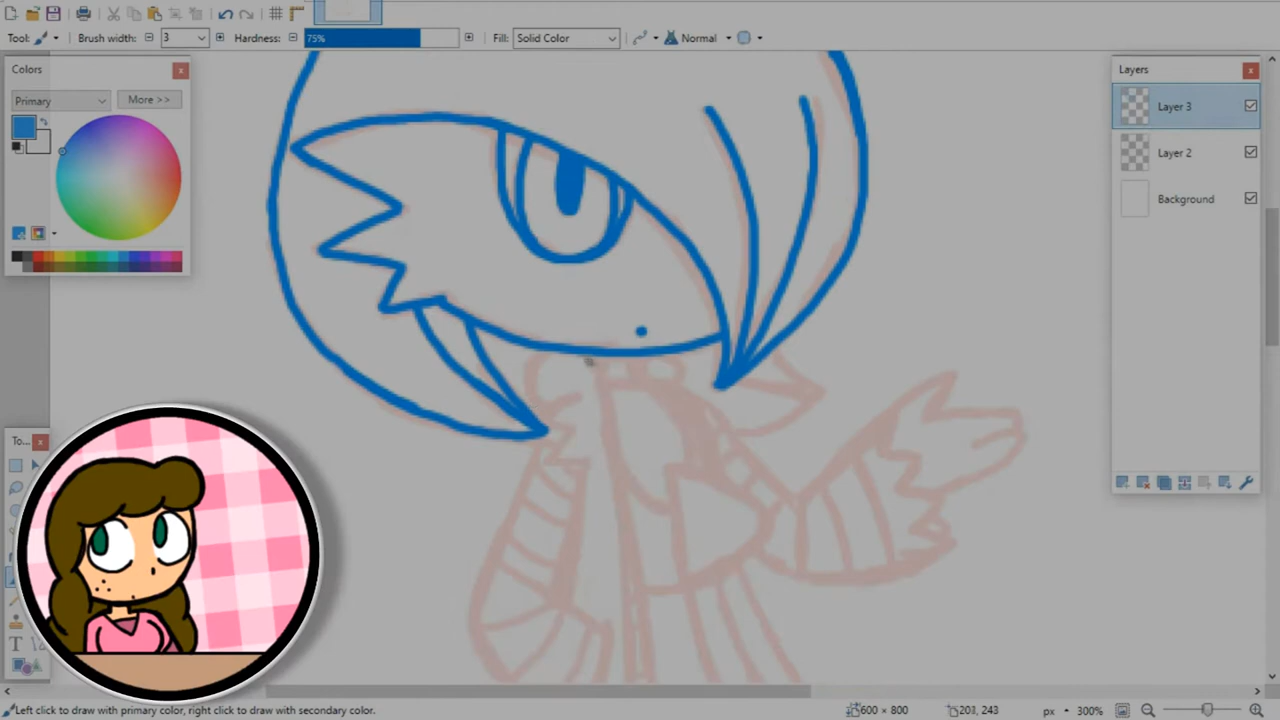 Tool:
Brush width:
3
Hardness:
75%
Fill:
Solid Color
Normal
Colors
Primary
More >>
Layers
Layer 3
Layer 2
Background
To...
T
Left click to draw with primary color, right click to draw with secondary color.
600 × 800
203, 243
px
300%